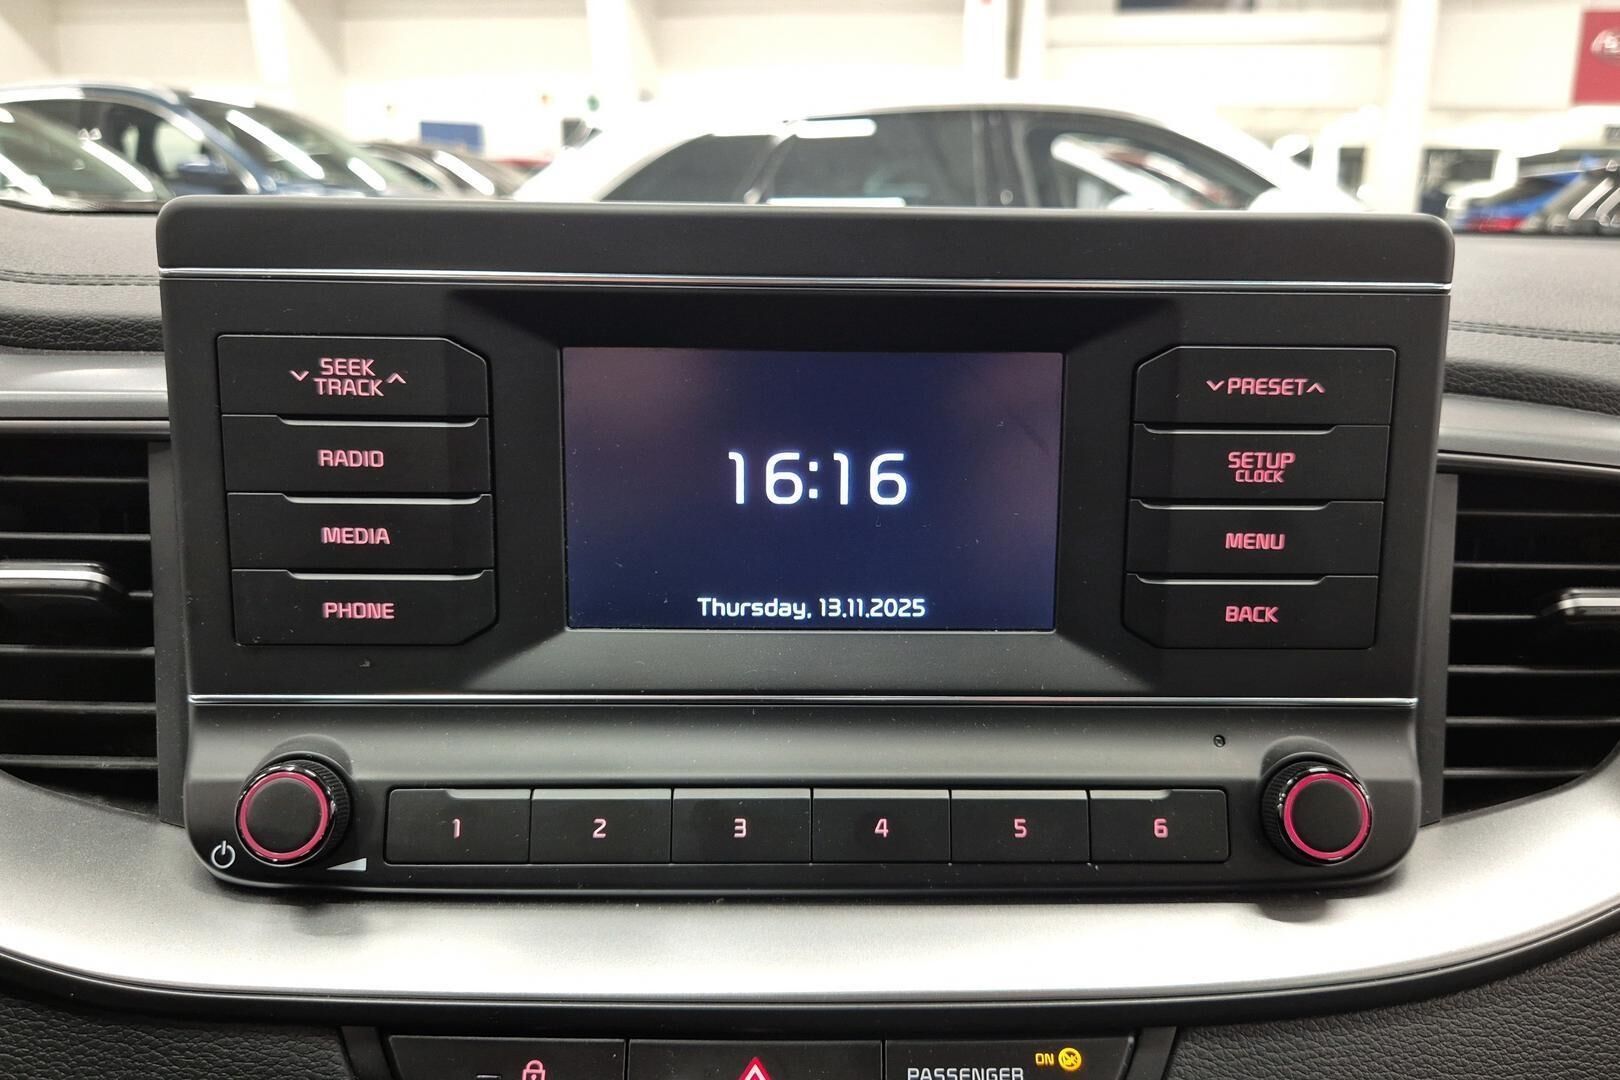 SEEK
TRACK
RADIO
MEDIA
PHONE
16:16
Thursday, 13.11.2025
PRESET
SETUP
CLOCK
MENU
BACK
1 2 3 4 5 6
ON
PASSENGER